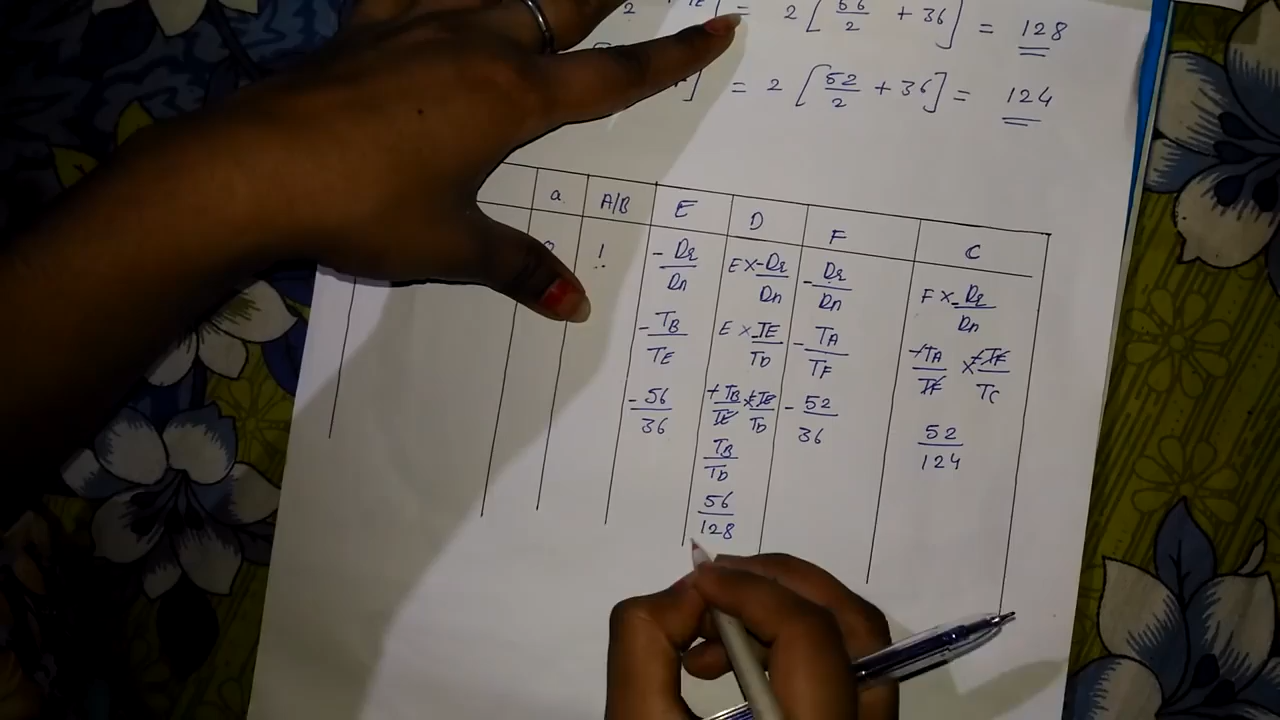 2 = 2 [ 56/2 + 36 ] = 128
= 2 [ 52/2 + 36 ] = 124
a A/B E D F C
1 - Dr/Dn E × - Dr/Dn - Dr/Dn F × - Dr/Dn
- TB/TE E × - TE/TD - TA/TF - TA/TF × - TF/TC
- 56/36 + TB/TE × + TE/TD - 52/36 52/124
TB/TD
56/128